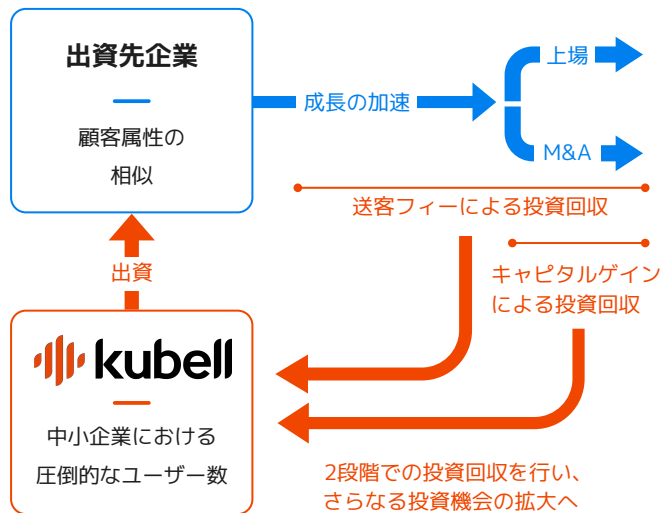 出資先企業
顧客属性の
相似
成長の加速
上場
M&A
送客フィーによる投資回収
キャピタルゲイン
による投資回収
出資
kubell
中小企業における
圧倒的なユーザー数
2段階での投資回収を行い、
さらなる投資機会の拡大へ